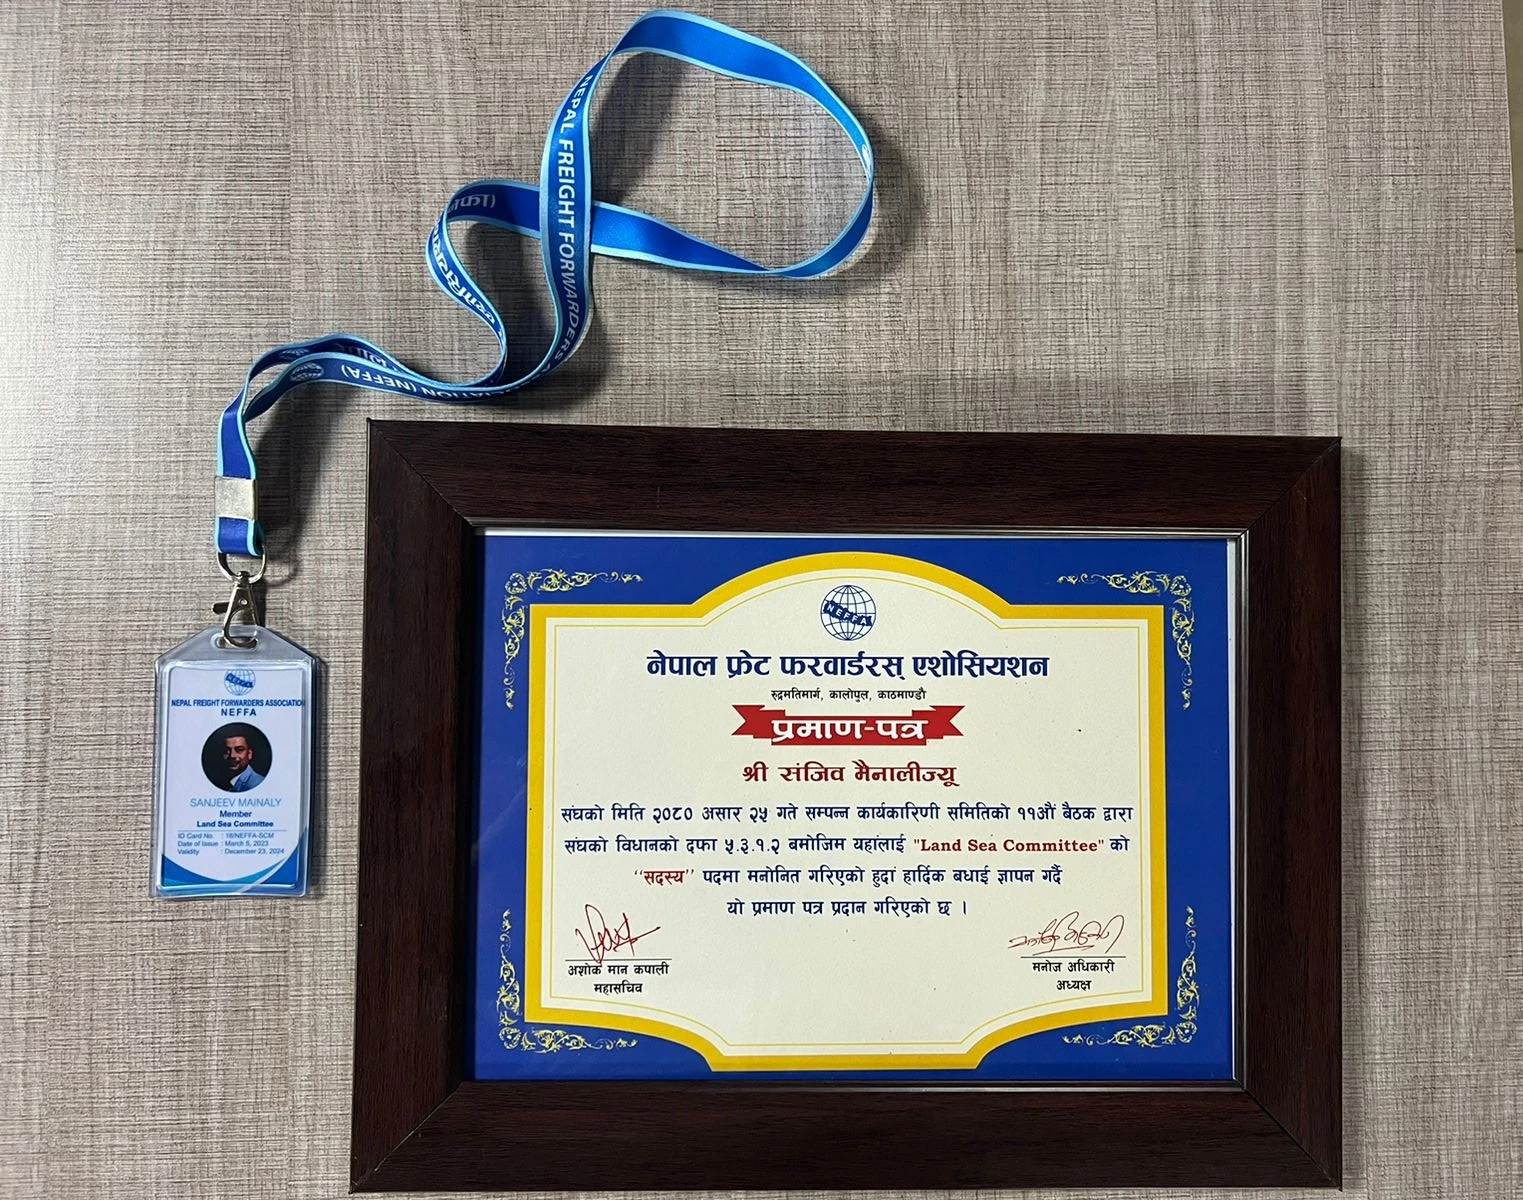 NEPAL FREIGHT FORWARDERS
CIATION (NEFFA)
NEFFA
NEPAL FREIGHT FORWARDERS ASSOCIATION
NEFFA
SANJEEV MAINALY
Member
Land Sea Committee
ID Card No. : 16/NEFFA-SCM
Date of Issue : March 5, 2023
Validity : December 23, 2024
NEFFA
नेपाल फ्रेट फरवार्डरस् एशोसियशन
रुद्रमतिमार्ग, कालोपुल, काठमाण्डौ
प्रमाण-पत्र
श्री संजिव मैनालीज्यू
संघको मिति २०८० असार २५ गते सम्पन्न कार्यकारिणी समितिको ११औं बैठक द्वारा
संघको विधानको दफा ५.३.१.२ बमोजिम यहांलाई "Land Sea Committee" को
“सदस्य” पदमा मनोनित गरिएको हुदां हार्दिक बधाई ज्ञापन गर्दै
यो प्रमाण पत्र प्रदान गरिएको छ ।
अशोक मान कपाली
महासचिव
मनोज अधिकारी
अध्यक्ष